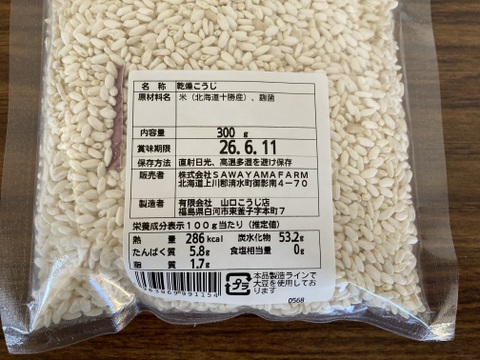 名 称 乾燥こうじ
原材料名 米（北海道十勝産）、麹菌
内容量 300 g
賞味期限 26. 6. 11
保存方法 直射日光、高温多湿を避け保存
販売者 株式会社ＳＡＷＡＹＡＭＡＦＡＲＭ
北海道上川郡清水町御影南４ー７０
製造者 有限会社 山口こうじ店
福島県白河市東釜子字本町７
栄養成分表示１００ｇ当たり（推定値）
熱 量 286kcal 炭水化物 53.2g
たんぱく質 5.8g 食塩相当量 0g
脂 質 1.7g
プラ
本品製造ラインで
大豆を使用してお
ります
0568